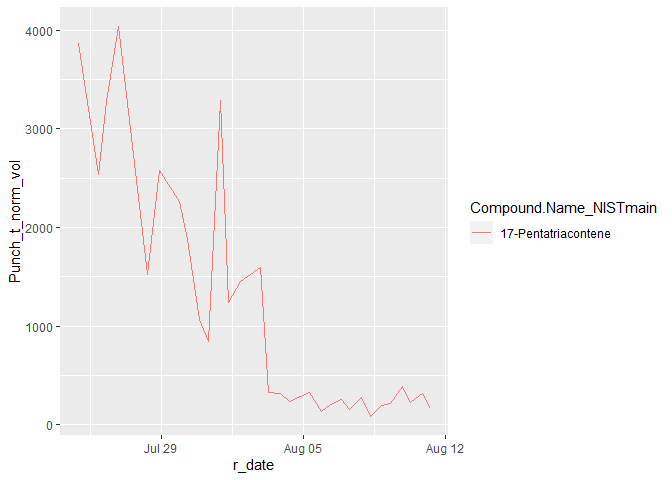 4000
3000
2000
1000
0
Punch_t_norm_vol
Jul 29
Aug 05
Aug 12
r_date
Compound.Name_NISTmain
17-Pentatriacontene